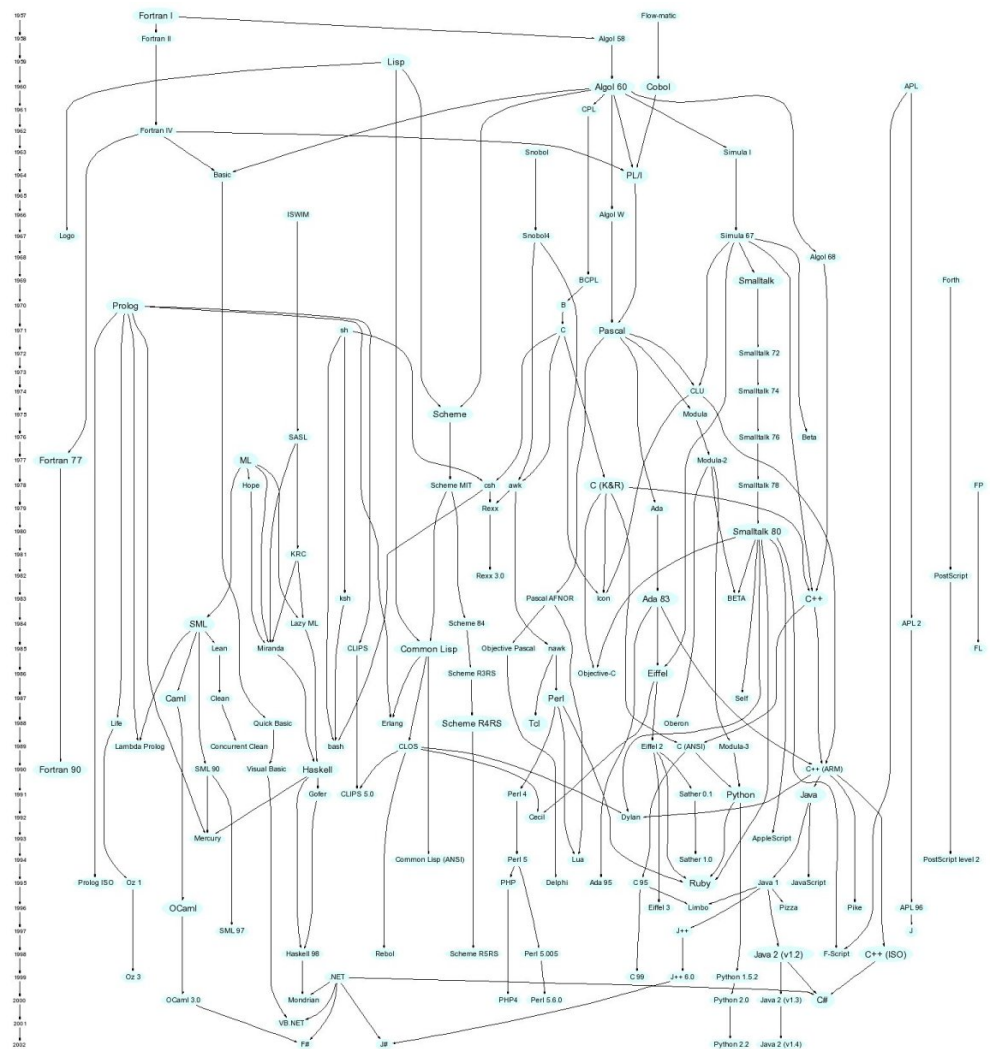 1957
Fortran I
Flow-matic
1958
Fortran II
Algol 58
1959
Lisp
1960
Algol 60
Cobol
APL
1961
CPL
1962
Fortran IV
1963
Snobol
Simula I
1964
Basic
PL/I
1965
1966
ISWIM
Algol W
1967
Logo
Snobol4
Simula 67
1968
Algol 68
1969
BCPL
Smalltalk
Forth
1970
Prolog
B
1971
sh
C
Pascal
1972
Smalltalk 72
1973
1974
CLU
Smalltalk 74
1975
Scheme
Modula
1976
SASL
Smalltalk 76
Beta
1977
Fortran 77
ML
Modula-2
1978
Hope
Scheme MIT
csh
awk
C (K&R)
Smalltalk 78
FP
1979
Rexx
Ada
1980
Smalltalk 80
1981
KRC
1982
Rexx 3.0
PostScript
1983
ksh
Pascal AFNOR
Icon
Ada 83
BETA
C++
1984
SML
Lazy ML
Scheme 84
APL 2
1985
Lean
Miranda
CLIPS
Common Lisp
Objective Pascal
nawk
FL
1986
Scheme R3RS
Objective-C
Eiffel
1987
Caml
Clean
Perl
Self
1988
Life
Quick Basic
Erlang
Scheme R4RS
Tcl
Oberon
1989
Lambda Prolog
Concurrent Clean
bash
CLOS
Eiffel 2
C (ANSI)
Modula-3
1990
Fortran 90
SML 90
Visual Basic
Haskell
C++ (ARM)
1991
Gofer
CLIPS 5.0
Perl 4
Sather 0.1
Python
Java
1992
Cecil
Dylan
1993
Mercury
AppleScript
1994
Common Lisp (ANSI)
Perl 5
Lua
Sather 1.0
PostScript level 2
1995
Prolog ISO
Oz 1
PHP
Delphi
Ada 95
C 95
Ruby
Java 1
JavaScript
1996
OCaml
Eiffel 3
Limbo
Pizza
Pike
APL 96
1997
SML 97
J++
J
1998
Haskell 98
Rebol
Scheme R5RS
Perl 5.005
Java 2 (v1.2)
F-Script
C++ (ISO)
1999
Oz 3
.NET
C 99
J++ 6.0
Python 1.5.2
2000
OCaml 3.0
Mondrian
PHP4
Perl 5.6.0
Python 2.0
Java 2 (v1.3)
C#
2001
VB.NET
2002
F#
J#
Python 2.2
Java 2 (v1.4)